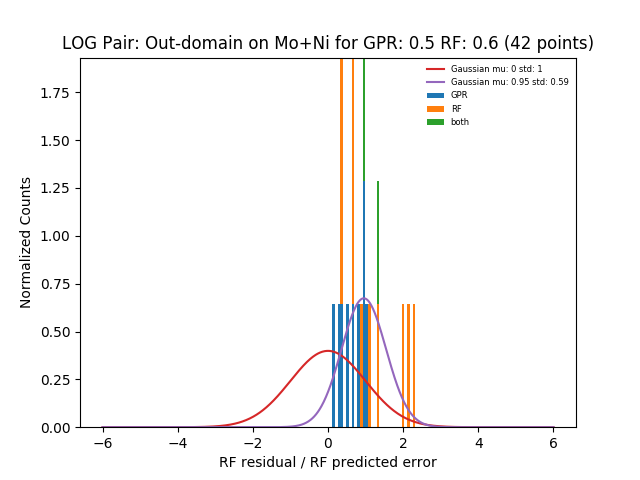 LOG Pair: Out-domain on Mo+Ni for GPR: 0.5 RF: 0.6 (42 points)
Gaussian mu: 0 std: 1
Gaussian mu: 0.95 std: 0.59
GPR
RF
both
Normalized Counts
1.75
1.50
1.25
1.00
0.75
0.50
0.25
0.00
−6 −4 −2 0 2 4 6
RF residual / RF predicted error